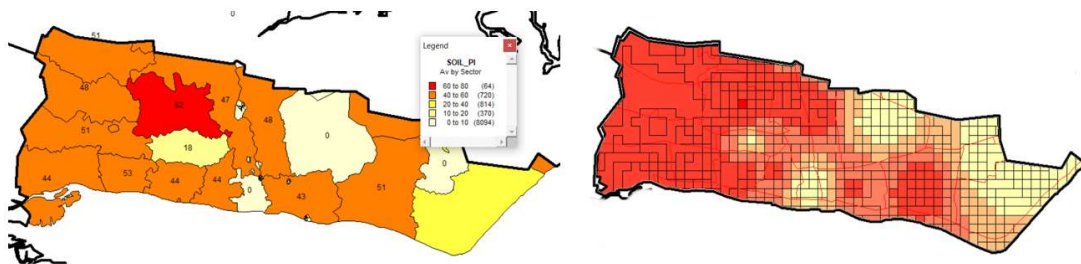 0
51
Legend
SOIL_PI
Av by Sector
60 to 80 (64)
40 to 60 (720)
20 to 40 (814)
10 to 20 (370)
0 to 10 (8094)
48
47
48
0
51
18
0
44
53
44
44
0
43
51